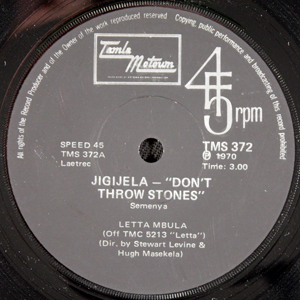 All rights of the Record Producer and of the Owner of the work reproduced reserved.
Copying, public performance and broadcasting of this record prohibited
Tamla
Motown
45 rpm
SPEED 45
TMS 372A
Laetrec
TMS 372
℗ 1970
Time: 3.00
JIGIJELA – "DON'T
THROW STONES"
Semenya
LETTA MBULA
(Off TMC 5213 "Letta")
(Dir. by Stewart Levine &
Hugh Masekela)